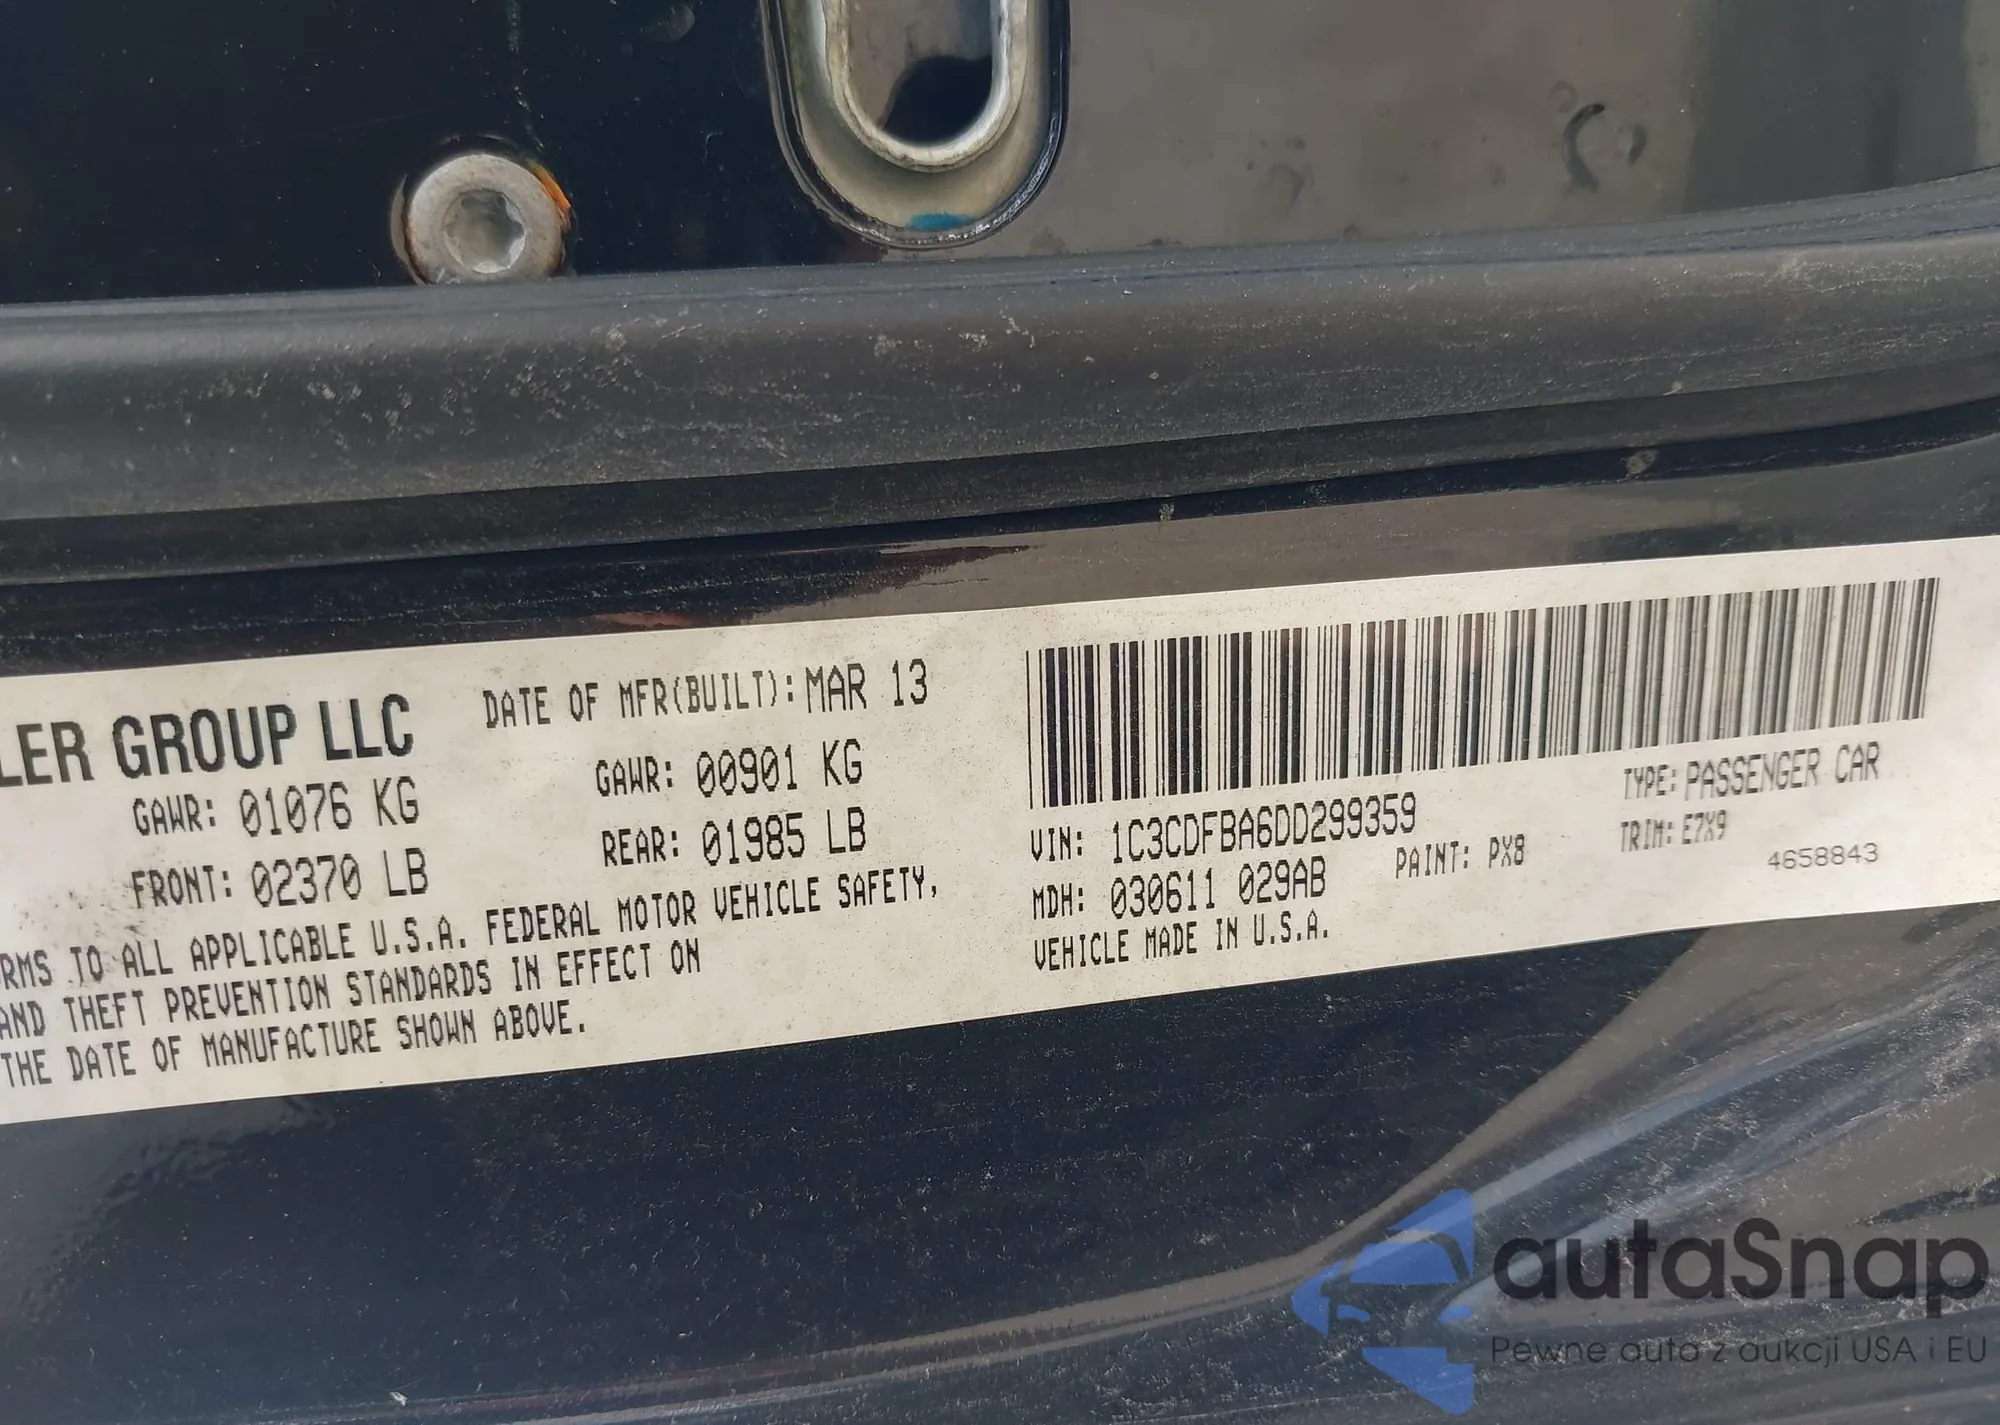 LER GROUP LLC
DATE OF MFR(BUILT): MAR 13
GAWR: 01076 KG
GAWR: 00901 KG
FRONT: 02370 LB
REAR: 01985 LB
RMS TO ALL APPLICABLE U.S.A. FEDERAL MOTOR VEHICLE SAFETY,
AND THEFT PREVENTION STANDARDS IN EFFECT ON
THE DATE OF MANUFACTURE SHOWN ABOVE.
VIN: 1C3CDFBA6DD299359
TYPE: PASSENGER CAR
MDH: 030611 029AB
PAINT: PX8
TRIM: E7X9
VEHICLE MADE IN U.S.A.
4658843
autaSnap
Pewne auta z aukcji USA i EU